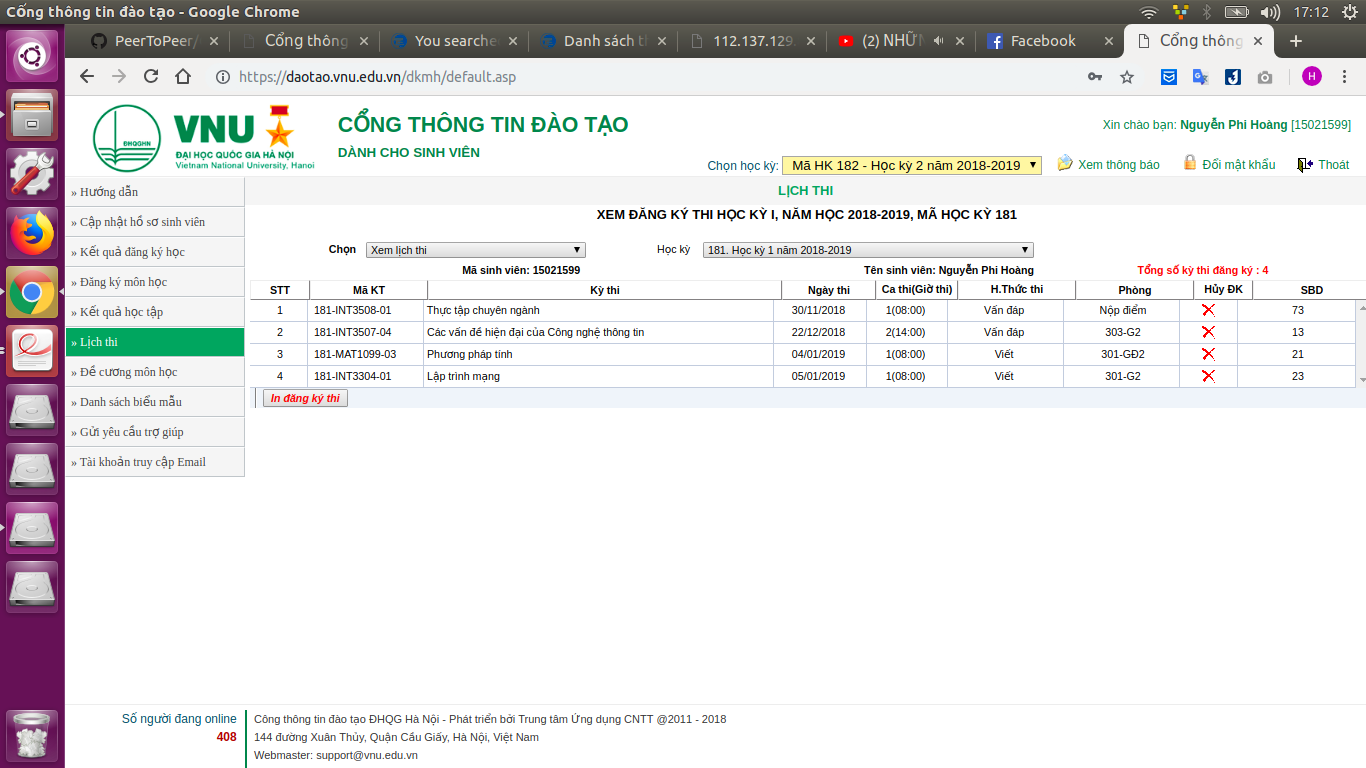 Cổng thông tin đào tạo - Google Chrome
17:12
PeerToPeer/
Cổng thông
You searche
Danh sách t
112.137.129.
(2) NHỮN
Facebook
Cổng thông
https://daotao.vnu.edu.vn/dkmh/default.asp
H
ĐHQGHN
VNU
ĐẠI HỌC QUỐC GIA HÀ NỘI
Vietnam National University, Hanoi
CỔNG THÔNG TIN ĐÀO TẠO
DÀNH CHO SINH VIÊN
Xin chào bạn: Nguyễn Phi Hoàng [15021599]
Chọn học kỳ: Mã HK 182 - Học kỳ 2 năm 2018-2019 Xem thông báo Đổi mật khẩu Thoát
» Hướng dẫn
» Cập nhật hồ sơ sinh viên
» Kết quả đăng ký học
» Đăng ký môn học
» Kết quả học tập
» Lịch thi
» Đề cương môn học
» Danh sách biểu mẫu
» Gửi yêu cầu trợ giúp
» Tài khoản truy cập Email
LỊCH THI
XEM ĐĂNG KÝ THI HỌC KỲ I, NĂM HỌC 2018-2019, MÃ HỌC KỲ 181
Chọn Xem lịch thi Học kỳ 181. Học kỳ 1 năm 2018-2019
Mã sinh viên: 15021599 Tên sinh viên: Nguyễn Phi Hoàng Tổng số kỳ thi đăng ký : 4
STT Mã KT Kỳ thi Ngày thi Ca thi(Giờ thi) H.Thức thi Phòng Hủy ĐK SBD
1 181-INT3508-01 Thực tập chuyên ngành 30/11/2018 1(08:00) Vấn đáp Nộp điểm 73
2 181-INT3507-04 Các vấn đề hiện đại của Công nghệ thông tin 22/12/2018 2(14:00) Vấn đáp 303-G2 13
3 181-MAT1099-03 Phương pháp tính 04/01/2019 1(08:00) Viết 301-GĐ2 21
4 181-INT3304-01 Lập trình mạng 05/01/2019 1(08:00) Viết 301-G2 23
In đăng ký thi
Số người đang online
408
Cổng thông tin đào tạo ĐHQG Hà Nội - Phát triển bởi Trung tâm Ứng dụng CNTT @2011 - 2018
144 đường Xuân Thủy, Quận Cầu Giấy, Hà Nội, Việt Nam
Webmaster: support@vnu.edu.vn